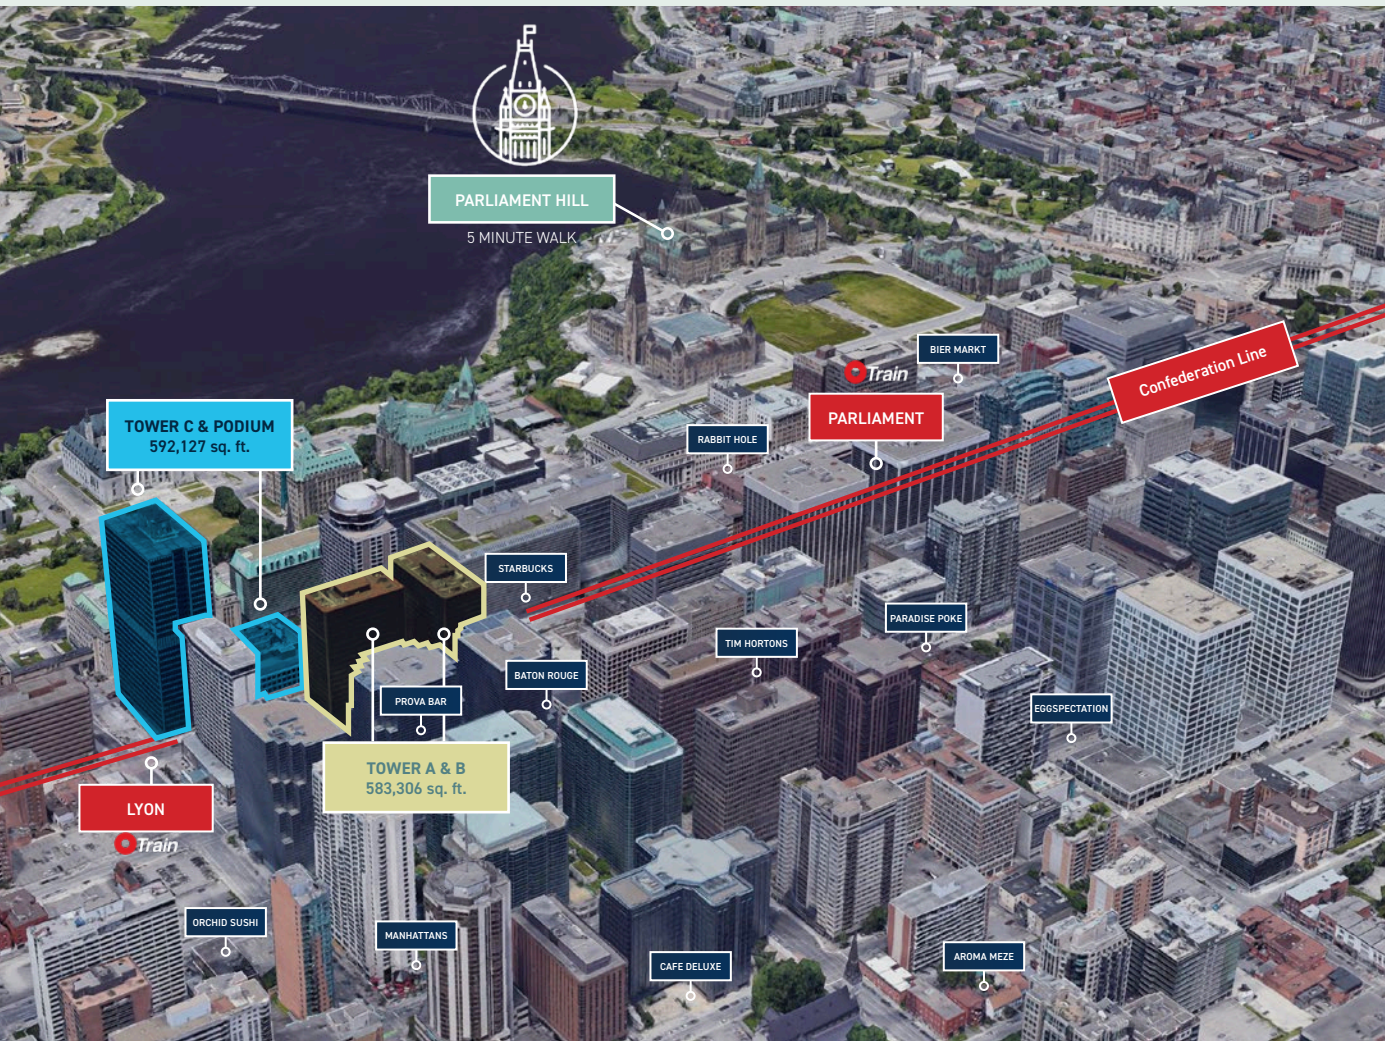 PARLIAMENT HILL
5 MINUTE WALK
BIER MARKT
Confederation Line
Train
PARLIAMENT
TOWER C & PODIUM
592,127 sq. ft.
RABBIT HOLE
STARBUCKS
PARADISE POKE
TIM HORTONS
BATON ROUGE
PROVA BAR
EGGSPECTATION
TOWER A & B
583,306 sq. ft.
LYON
Train
ORCHID SUSHI
MANHATTANS
CAFE DELUXE
AROMA MEZE